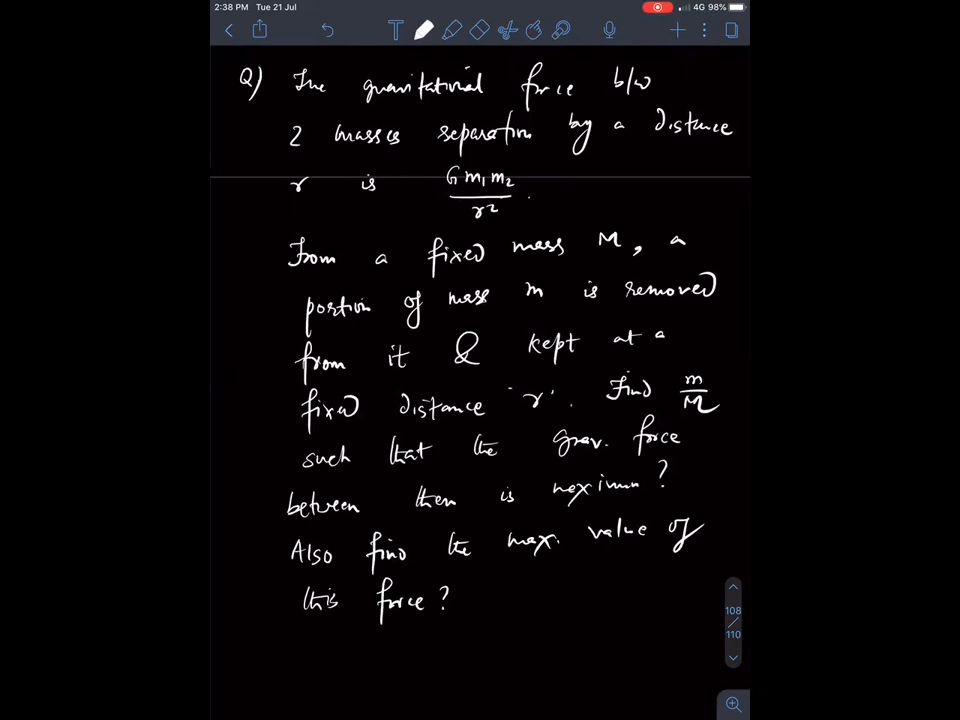 2:38 PM Tue 21 Jul 4G 98%
Q) The gravitational force b/w
2 masses separation by a distance
r is G m₁ m₂ / r² .
From a fixed mass M, a
portion of mass m is removed
from it & kept at a
fixed distance 'r'. Find m/M
such that the grav. force
between them is maximum?
Also find the max. value of
this force?
108
/
110